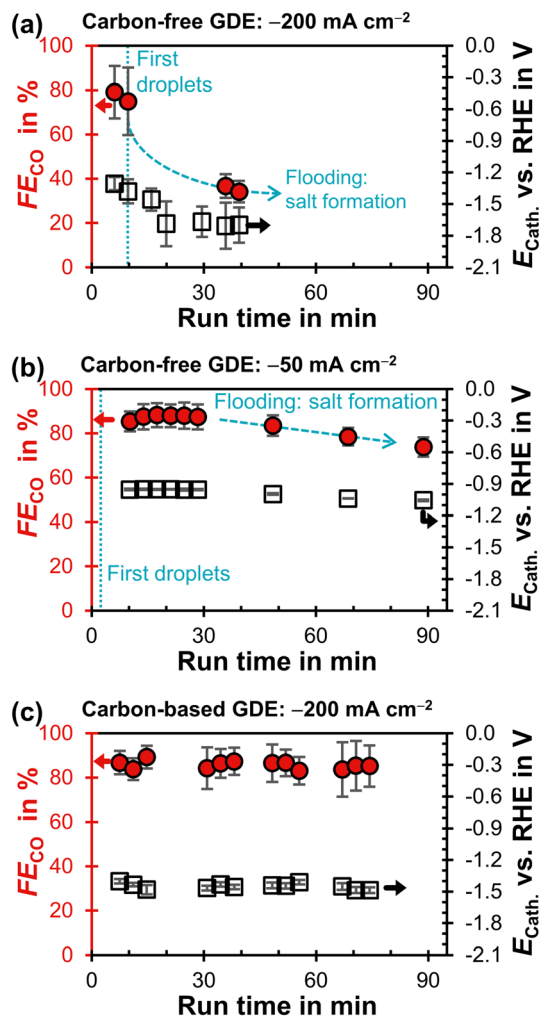 (a) Carbon-free GDE: −200 mA cm⁻²
FE_CO in %
100
80
60
40
20
0
First
droplets
Flooding:
salt formation
0.0
-0.3
-0.6
-0.9
-1.2
-1.5
-1.8
-2.1
E_Cath. vs. RHE in V
0 30 60 90
Run time in min
(b) Carbon-free GDE: −50 mA cm⁻²
FE_CO in %
100
80
60
40
20
0
Flooding: salt formation
First droplets
0.0
-0.3
-0.6
-0.9
-1.2
-1.5
-1.8
-2.1
E_Cath. vs. RHE in V
0 30 60 90
Run time in min
(c) Carbon-based GDE: −200 mA cm⁻²
FE_CO in %
100
80
60
40
20
0
0.0
-0.3
-0.6
-0.9
-1.2
-1.5
-1.8
-2.1
E_Cath. vs. RHE in V
0 30 60 90
Run time in min